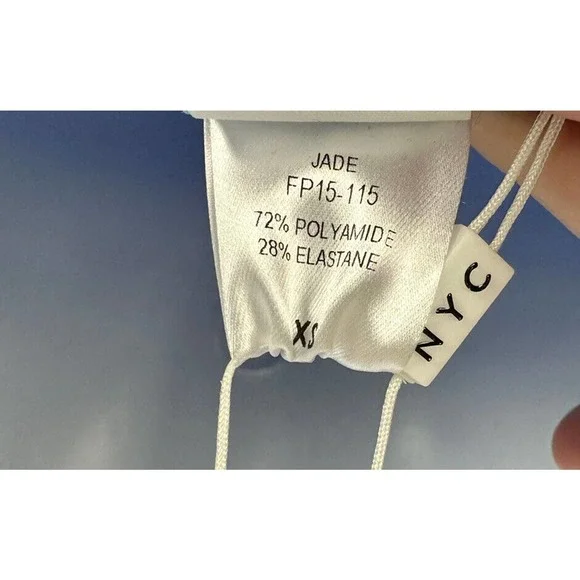 JADE
FP15-115
72% POLYAMIDE
28% ELASTANE
XS
NYC